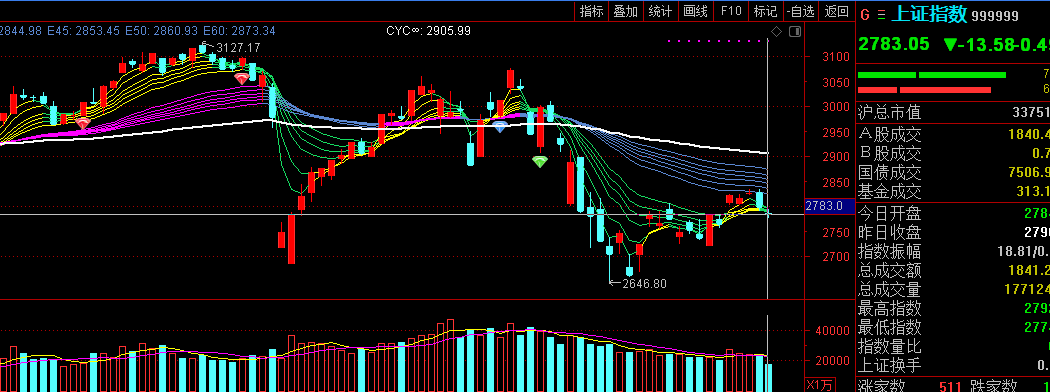 指标 叠加 统计 画线 F10 标记 -自选 返回
2844.98 E45: 2853.45 E50: 2860.93 E60: 2873.34 CYC∞: 2905.99
3127.17
2646.80
3100
3050
3000
2950
2900
2850
2783.0
2750
2700
40000
20000
X1万
G 上证指数 999999
2783.05 ▼-13.58-0.4
沪总市值 33751
A股成交 1840.4
B股成交 0.7
国债成交 7506.9
基金成交 313.1
今日开盘 278
昨日收盘 279
指数振幅 18.81/0.
总成交额 1841.2
总成交量 177124
最高指数 279
最低指数 277
指数量比
上证换手 0.
涨家数 511 跌家数 1